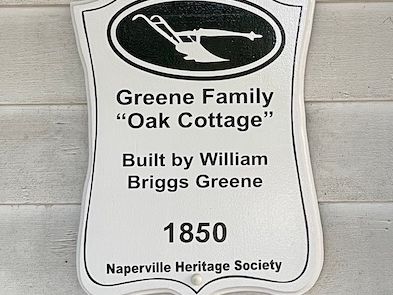 Greene Family
“Oak Cottage”
Built by William
Briggs Greene
1850
Naperville Heritage Society